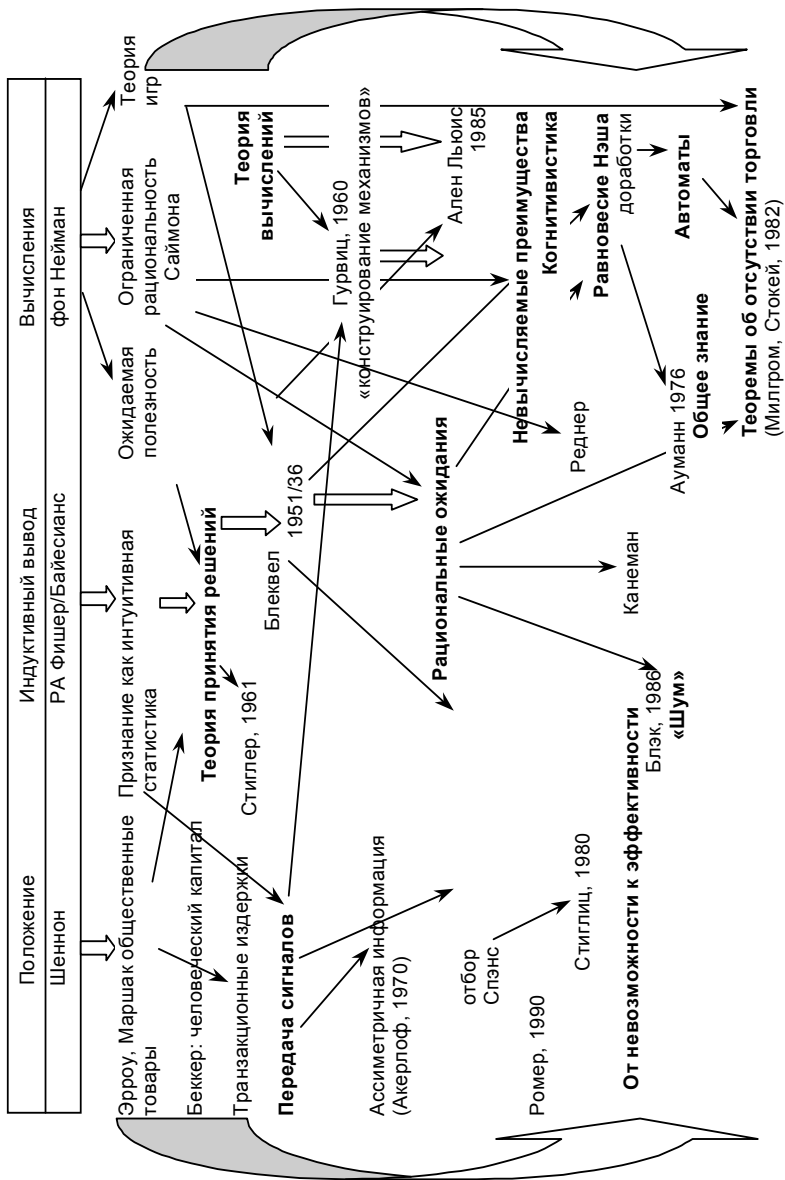 Положение
Индуктивный вывод
Вычисления
Шеннон
РА Фишер/Байесианс
фон Нейман
Эрроу, Маршак общественные
товары
Признание как интуитивная
статистика
Ожидаемая
полезность
Ограниченная
рациональность
Саймона
Теория
игр
Беккер: человеческий капитал
Транзакционные издержки
Теория принятия решений
Стиглер, 1961
Теория
вычислений
Передача сигналов
Блеквел
1951/36
Гурвиц, 1960
«конструирование механизмов»
Ассиметричная информация
(Акерлоф, 1970)
Рациональные ожидания
Ален Льюис
1985
отбор
Спэнс
Невычисляемые преимущества
Когнитивистика
Ромер, 1990
Стиглиц, 1980
Реднер
Равновесие Нэша
доработки
Канеман
От невозможности к эффективности
Блэк, 1986
«Шум»
Ауманн 1976
Общее знание
Автоматы
Теоремы об отсутствии торговли
(Милгром, Стокей, 1982)